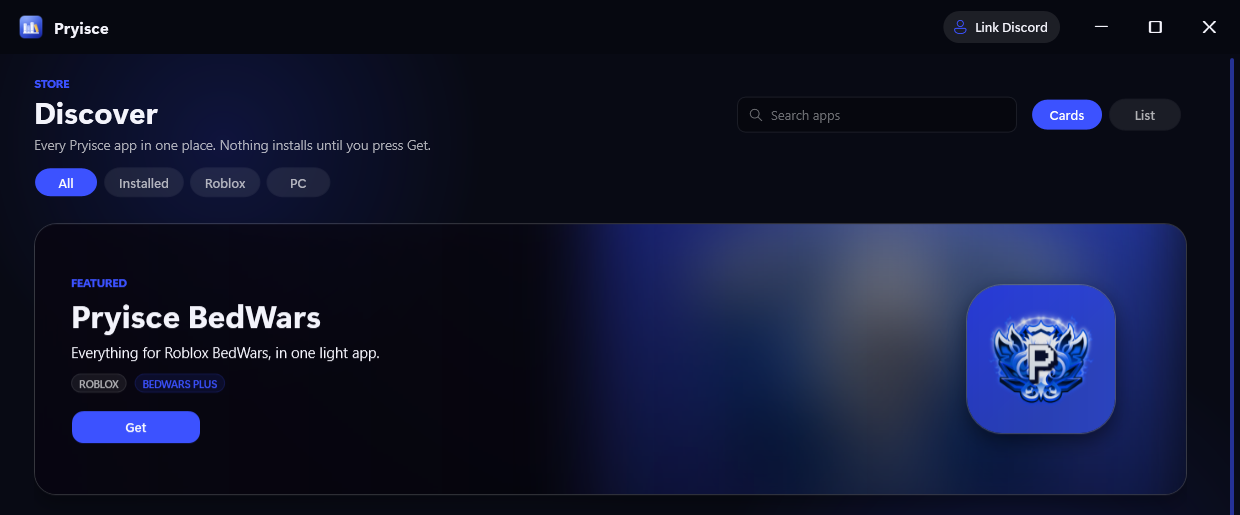 Pryisce
Link Discord
STORE
Discover
Every Pryisce app in one place. Nothing installs until you press Get.
Search apps
Cards
List
All
Installed
Roblox
PC
FEATURED
Pryisce BedWars
Everything for Roblox BedWars, in one light app.
ROBLOX
BEDWARS PLUS
Get
P